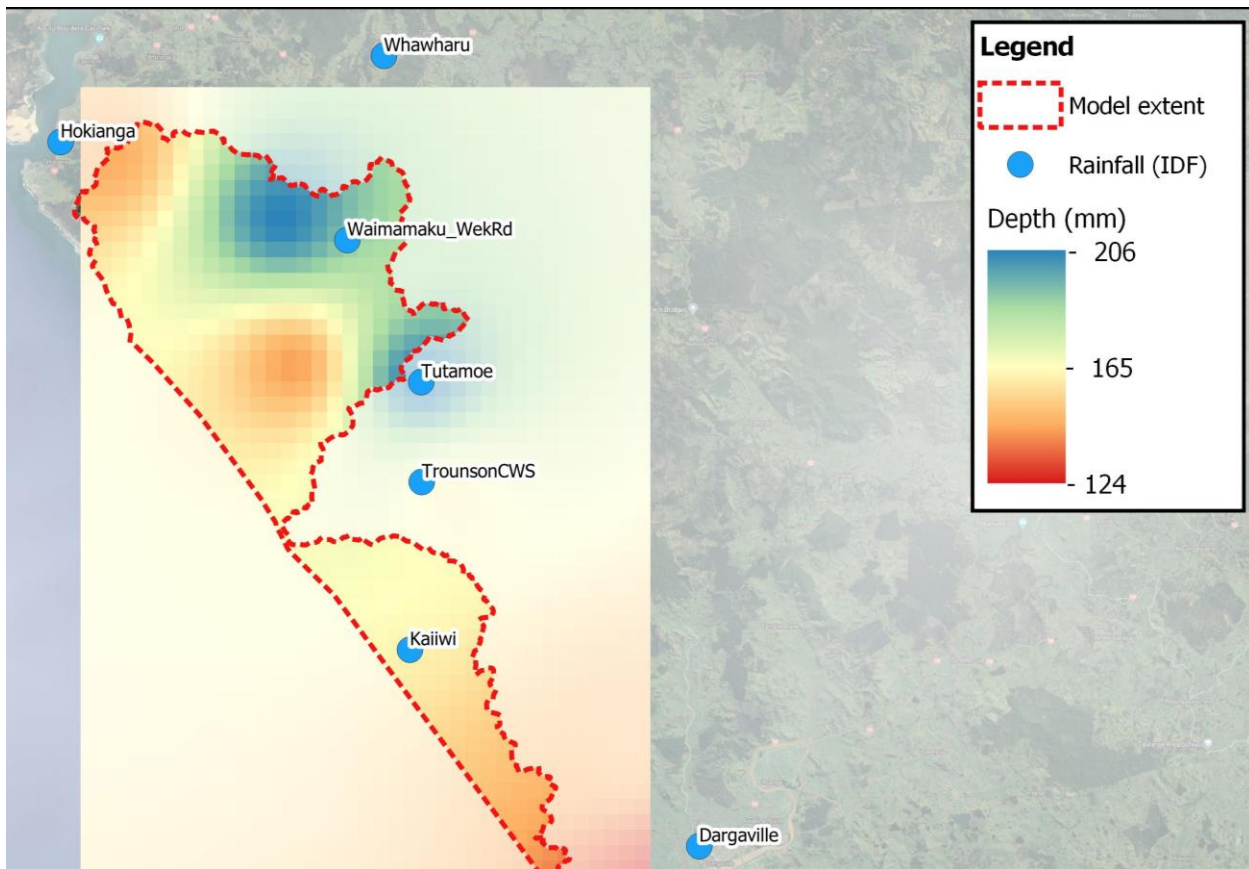 Whawharu
Hokianga
Waimamaku_WekRd
Tutamoe
TrounsonCWS
Kaiiwi
Dargaville
Legend
Model extent
Rainfall (IDF)
Depth (mm)
- 206
- 165
- 124